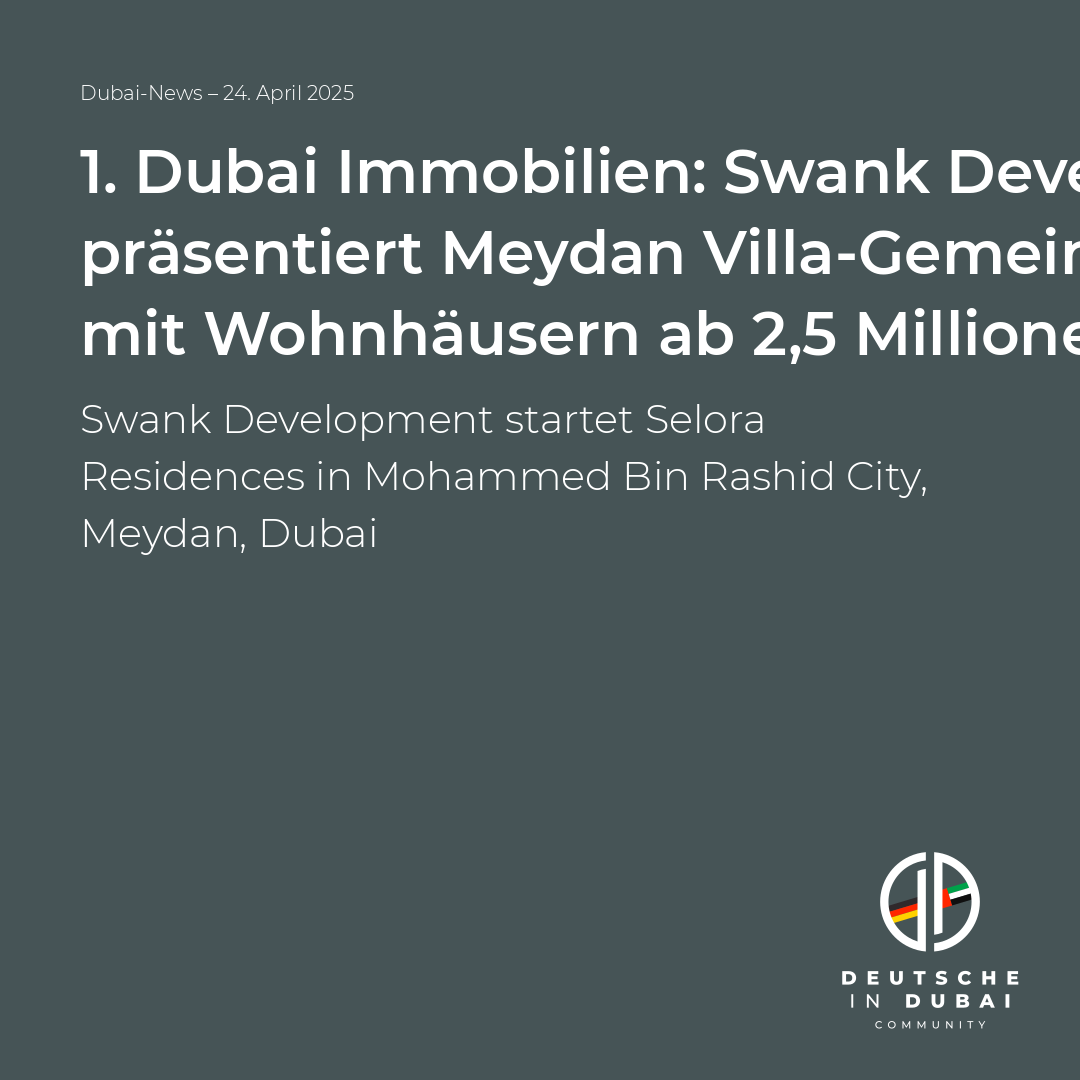 Dubai-News – 24. April 2025
1. Dubai Immobilien: Swank Deve
präsentiert Meydan Villa-Gemein
mit Wohnhäusern ab 2,5 Millione
Swank Development startet Selora
Residences in Mohammed Bin Rashid City,
Meydan, Dubai
DEUTSCHE
IN DUBAI
COMMUNITY